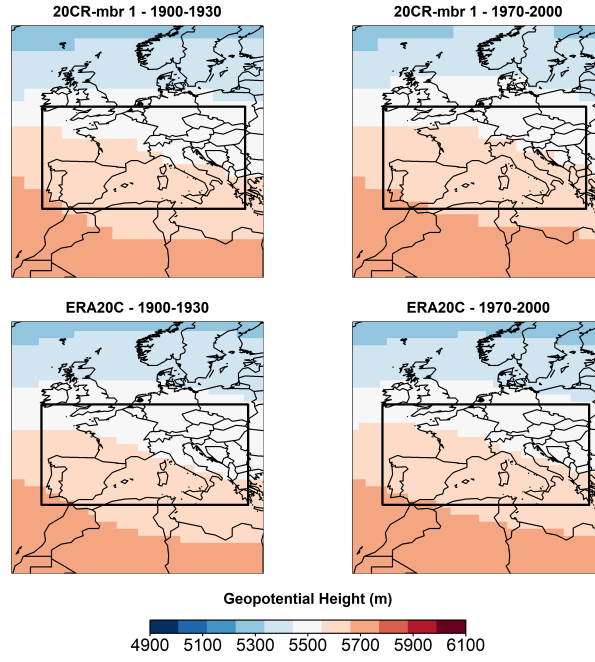 20CR-mbr 1 - 1900-1930
20CR-mbr 1 - 1970-2000
ERA20C - 1900-1930
ERA20C - 1970-2000
Geopotential Height (m)
4900 5100 5300 5500 5700 5900 6100